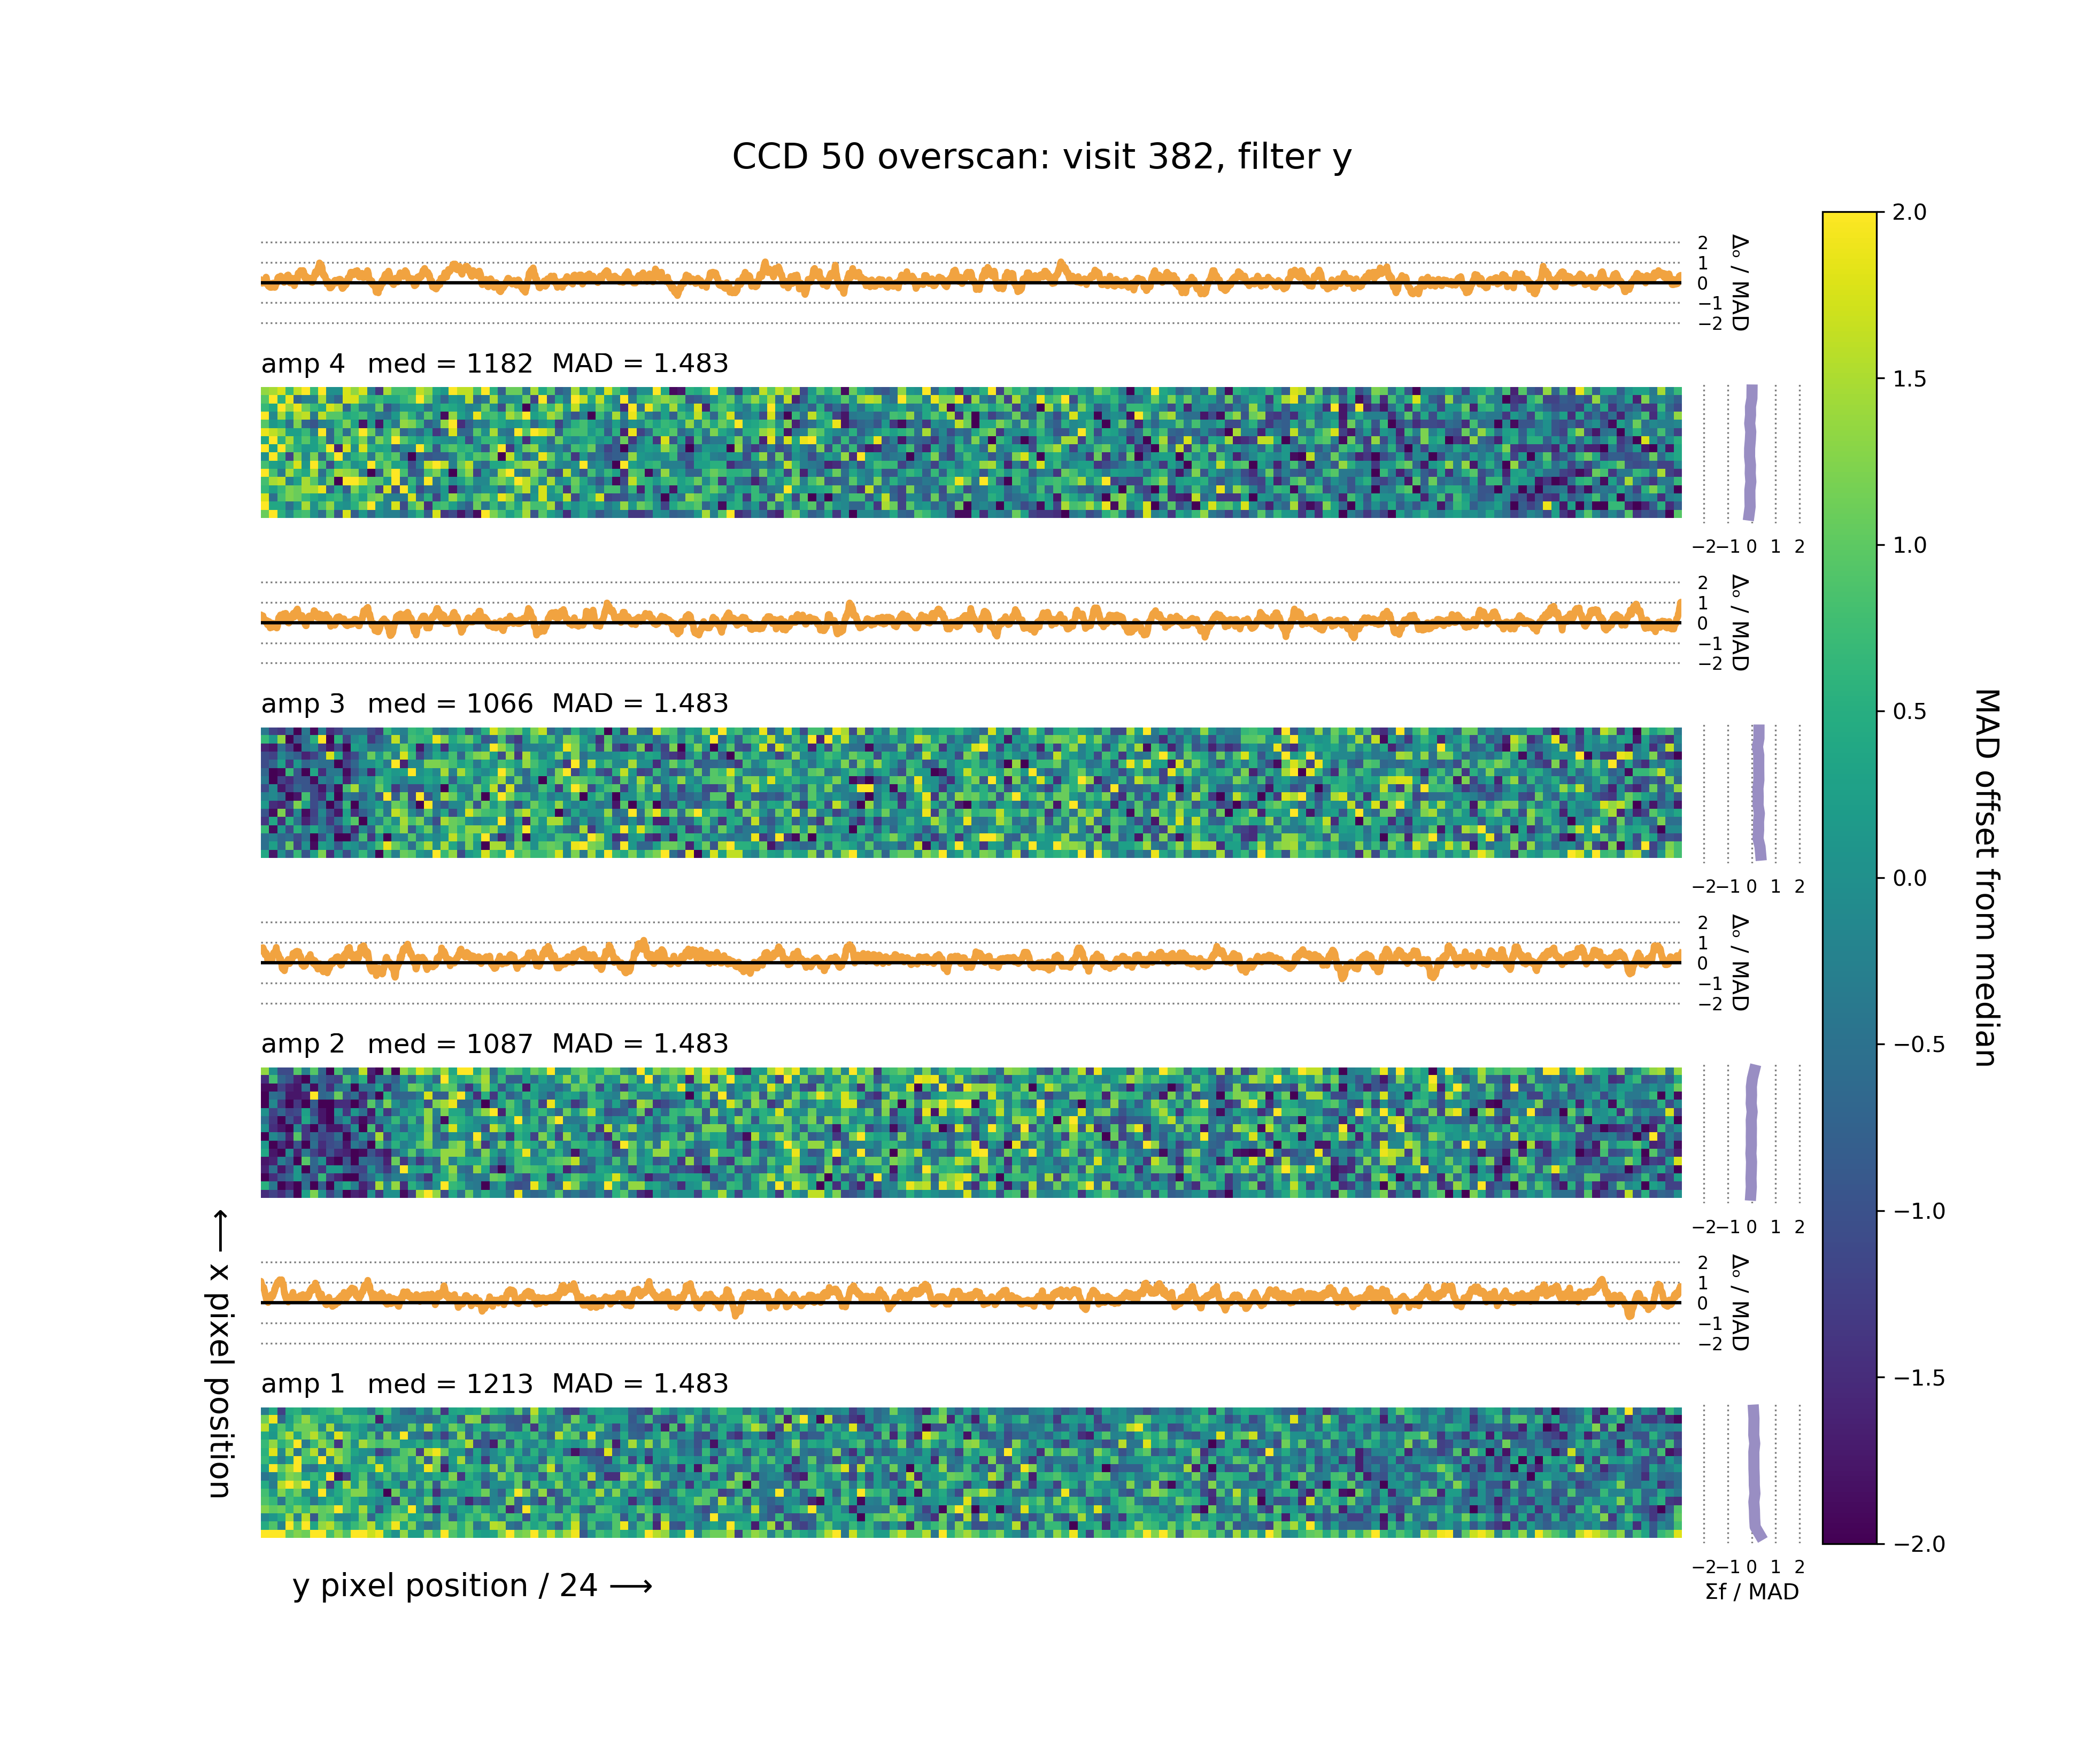 CCD 50 overscan: visit 382, filter y
2
1
0
−1
−2
Δₒ / MAD
amp 4 med = 1182 MAD = 1.483
−2 −1 0 1 2
2
1
0
−1
−2
Δₒ / MAD
amp 3 med = 1066 MAD = 1.483
−2 −1 0 1 2
2
1
0
−1
−2
Δₒ / MAD
amp 2 med = 1087 MAD = 1.483
−2 −1 0 1 2
2
1
0
−1
−2
Δₒ / MAD
amp 1 med = 1213 MAD = 1.483
−2 −1 0 1 2
Σf / MAD
y pixel position / 24 ⟶
⟵ x pixel position
2.0
1.5
1.0
0.5
0.0
−0.5
−1.0
−1.5
−2.0
MAD offset from median